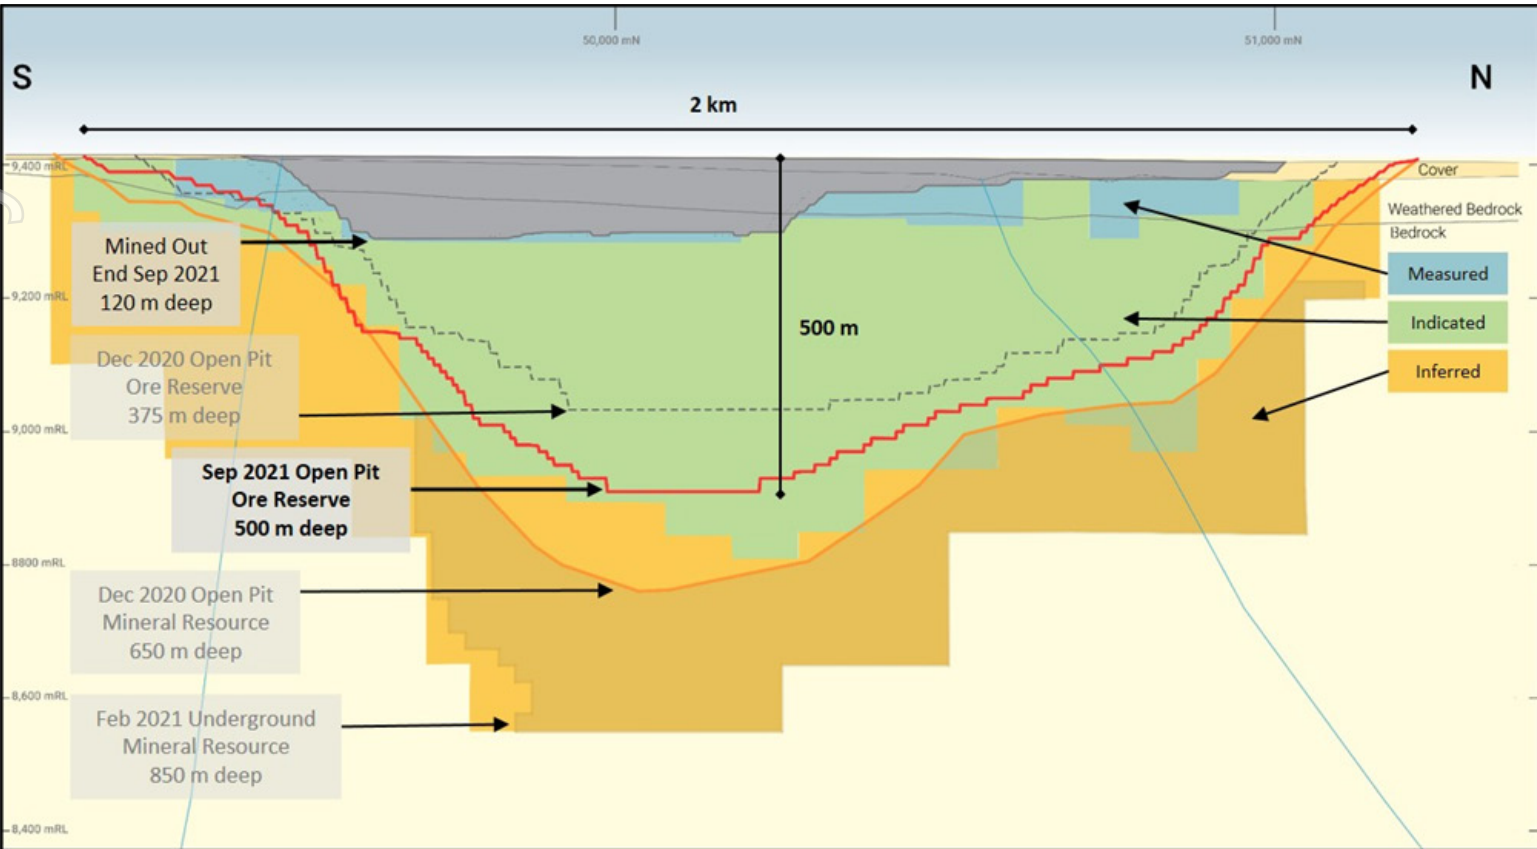 50,000 mN
51,000 mN
S
N
2 km
9,400 mRL
Cover
Weathered Bedrock
Bedrock
Mined Out
End Sep 2021
120 m deep
Measured
9,200 mRL
500 m
Indicated
Dec 2020 Open Pit
Ore Reserve
375 m deep
Inferred
9,000 mRL
Sep 2021 Open Pit
Ore Reserve
500 m deep
8800 mRL
Dec 2020 Open Pit
Mineral Resource
650 m deep
8,600 mRL
Feb 2021 Underground
Mineral Resource
850 m deep
8,400 mRL